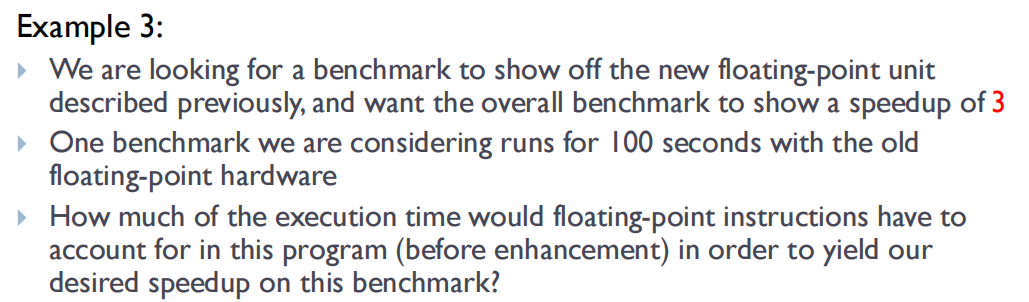 Example 3:
We are looking for a benchmark to show off the new floating-point unit
described previously, and want the overall benchmark to show a speedup of 3
One benchmark we are considering runs for 100 seconds with the old
floating-point hardware
How much of the execution time would floating-point instructions have to
account for in this program (before enhancement) in order to yield our
desired speedup on this benchmark?